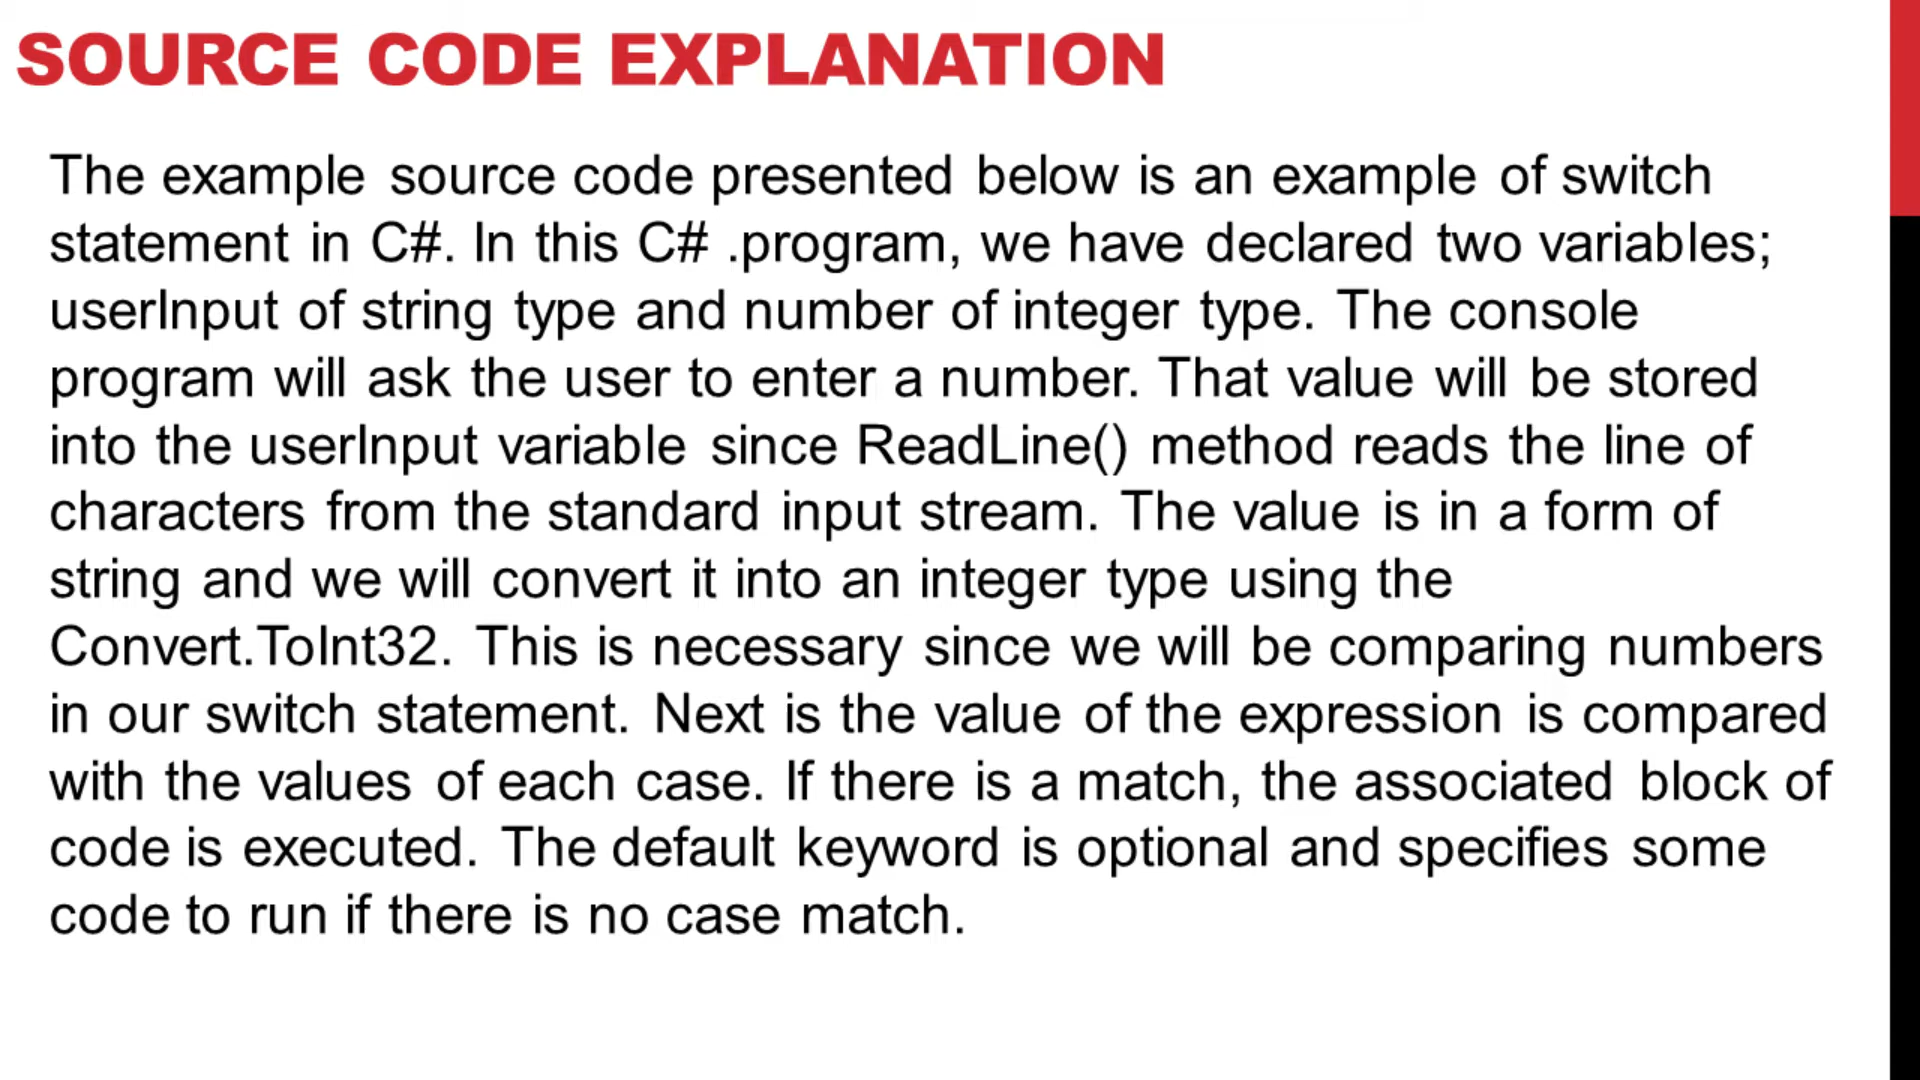 SOURCE CODE EXPLANATION
The example source code presented below is an example of switch
statement in C#. In this C# .program, we have declared two variables;
userInput of string type and number of integer type. The console
program will ask the user to enter a number. That value will be stored
into the userInput variable since ReadLine() method reads the line of
characters from the standard input stream. The value is in a form of
string and we will convert it into an integer type using the
Convert.ToInt32. This is necessary since we will be comparing numbers
in our switch statement. Next is the value of the expression is compared
with the values of each case. If there is a match, the associated block of
code is executed. The default keyword is optional and specifies some
code to run if there is no case match.